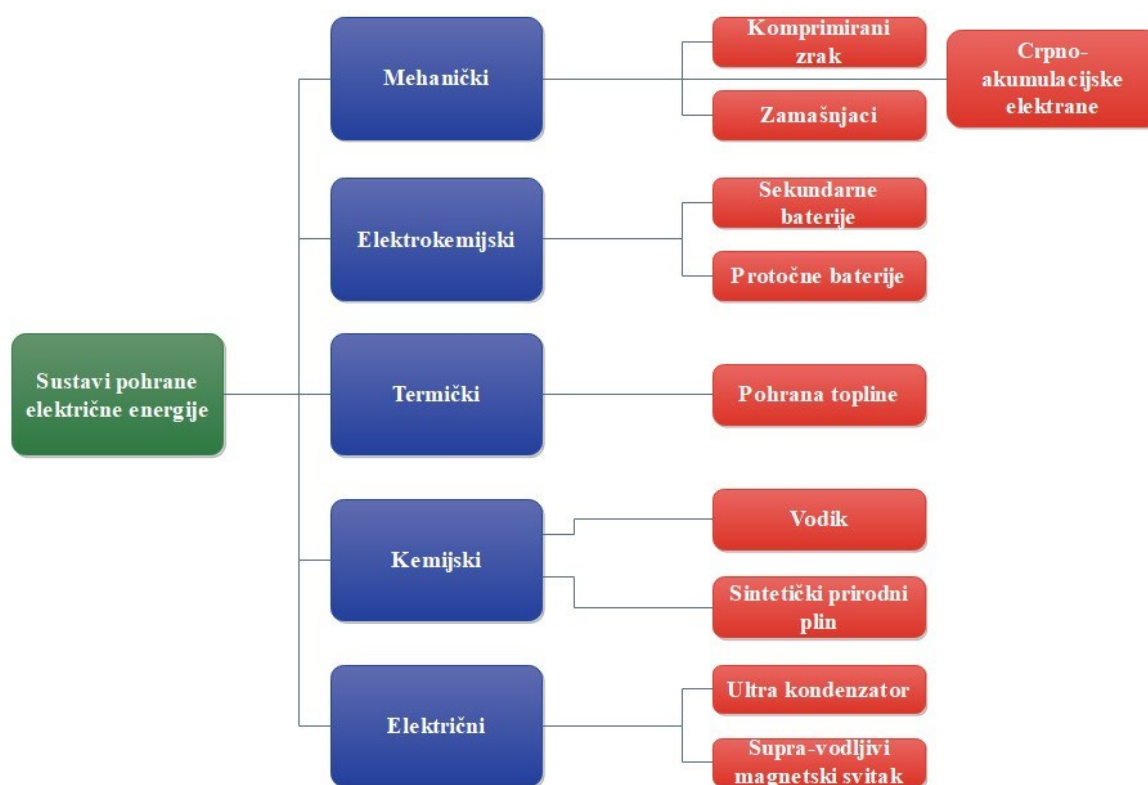 Sustavi pohrane
električne energije
Mehanički
Komprimirani
zrak
Zamašnjaci
Crpno-
akumulacijske
elektrane
Elektrokemijski
Sekundarne
baterije
Protočne baterije
Termički
Pohrana topline
Kemijski
Vodik
Sintetički prirodni
plin
Električni
Ultra kondenzator
Supra-vodljivi
magnetski svitak